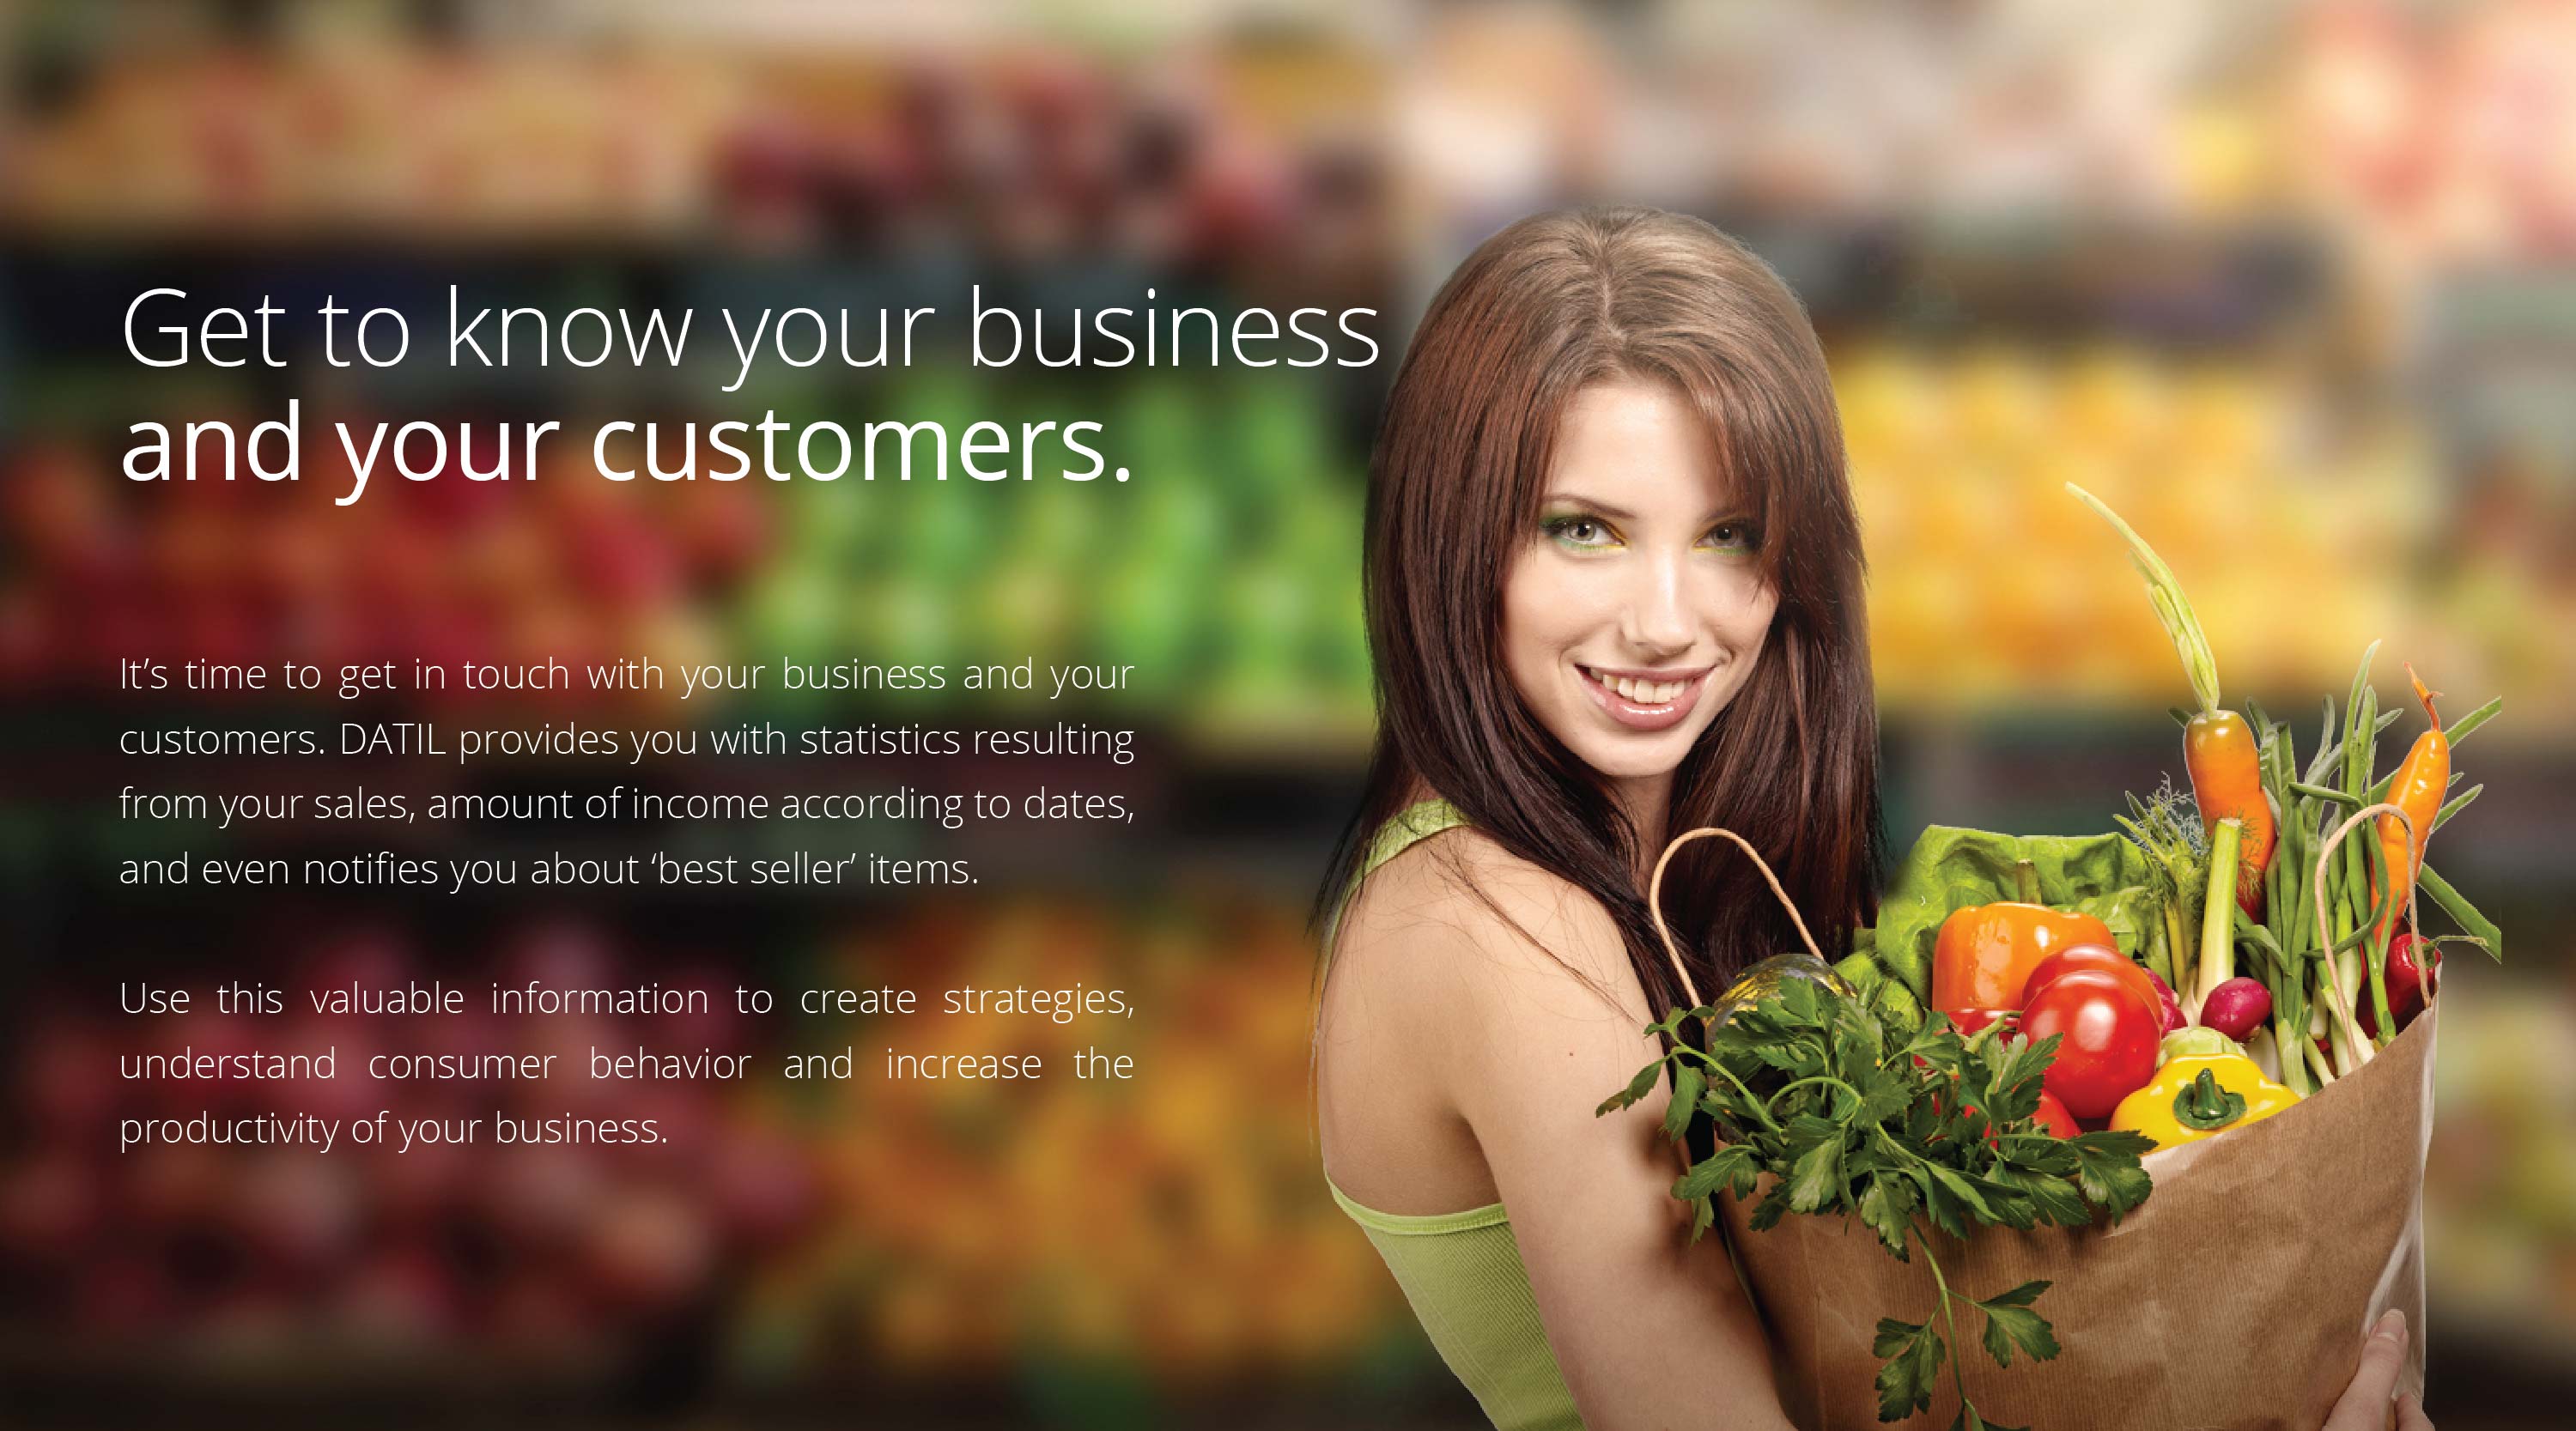 Get to know your business
and your customers.
It’s time to get in touch with your business and your
customers. DATIL provides you with statistics resulting
from your sales, amount of income according to dates,
and even notifies you about ‘best seller’ items.
Use this valuable information to create strategies,
understand consumer behavior and increase the
productivity of your business.